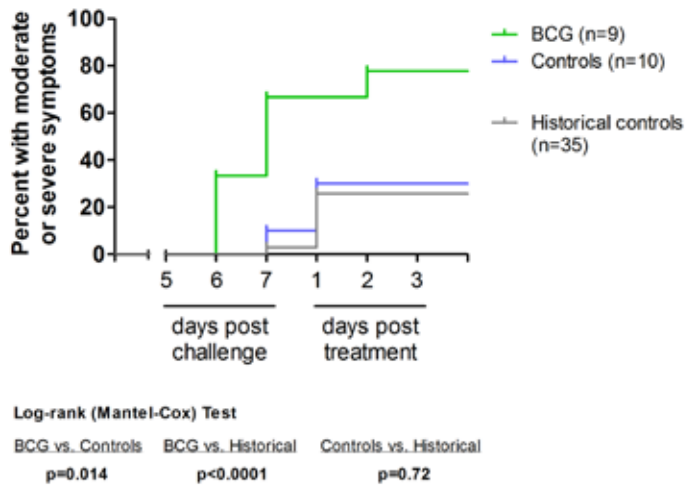 Percent with moderate
or severe symptoms
100
80
60
40
20
0
5 6 7 1 2 3
days post
challenge
days post
treatment
BCG (n=9)
Controls (n=10)
Historical controls
(n=35)
Log-rank (Mantel-Cox) Test
BCG vs. Controls BCG vs. Historical Controls vs. Historical
p=0.014 p<0.0001 p=0.72